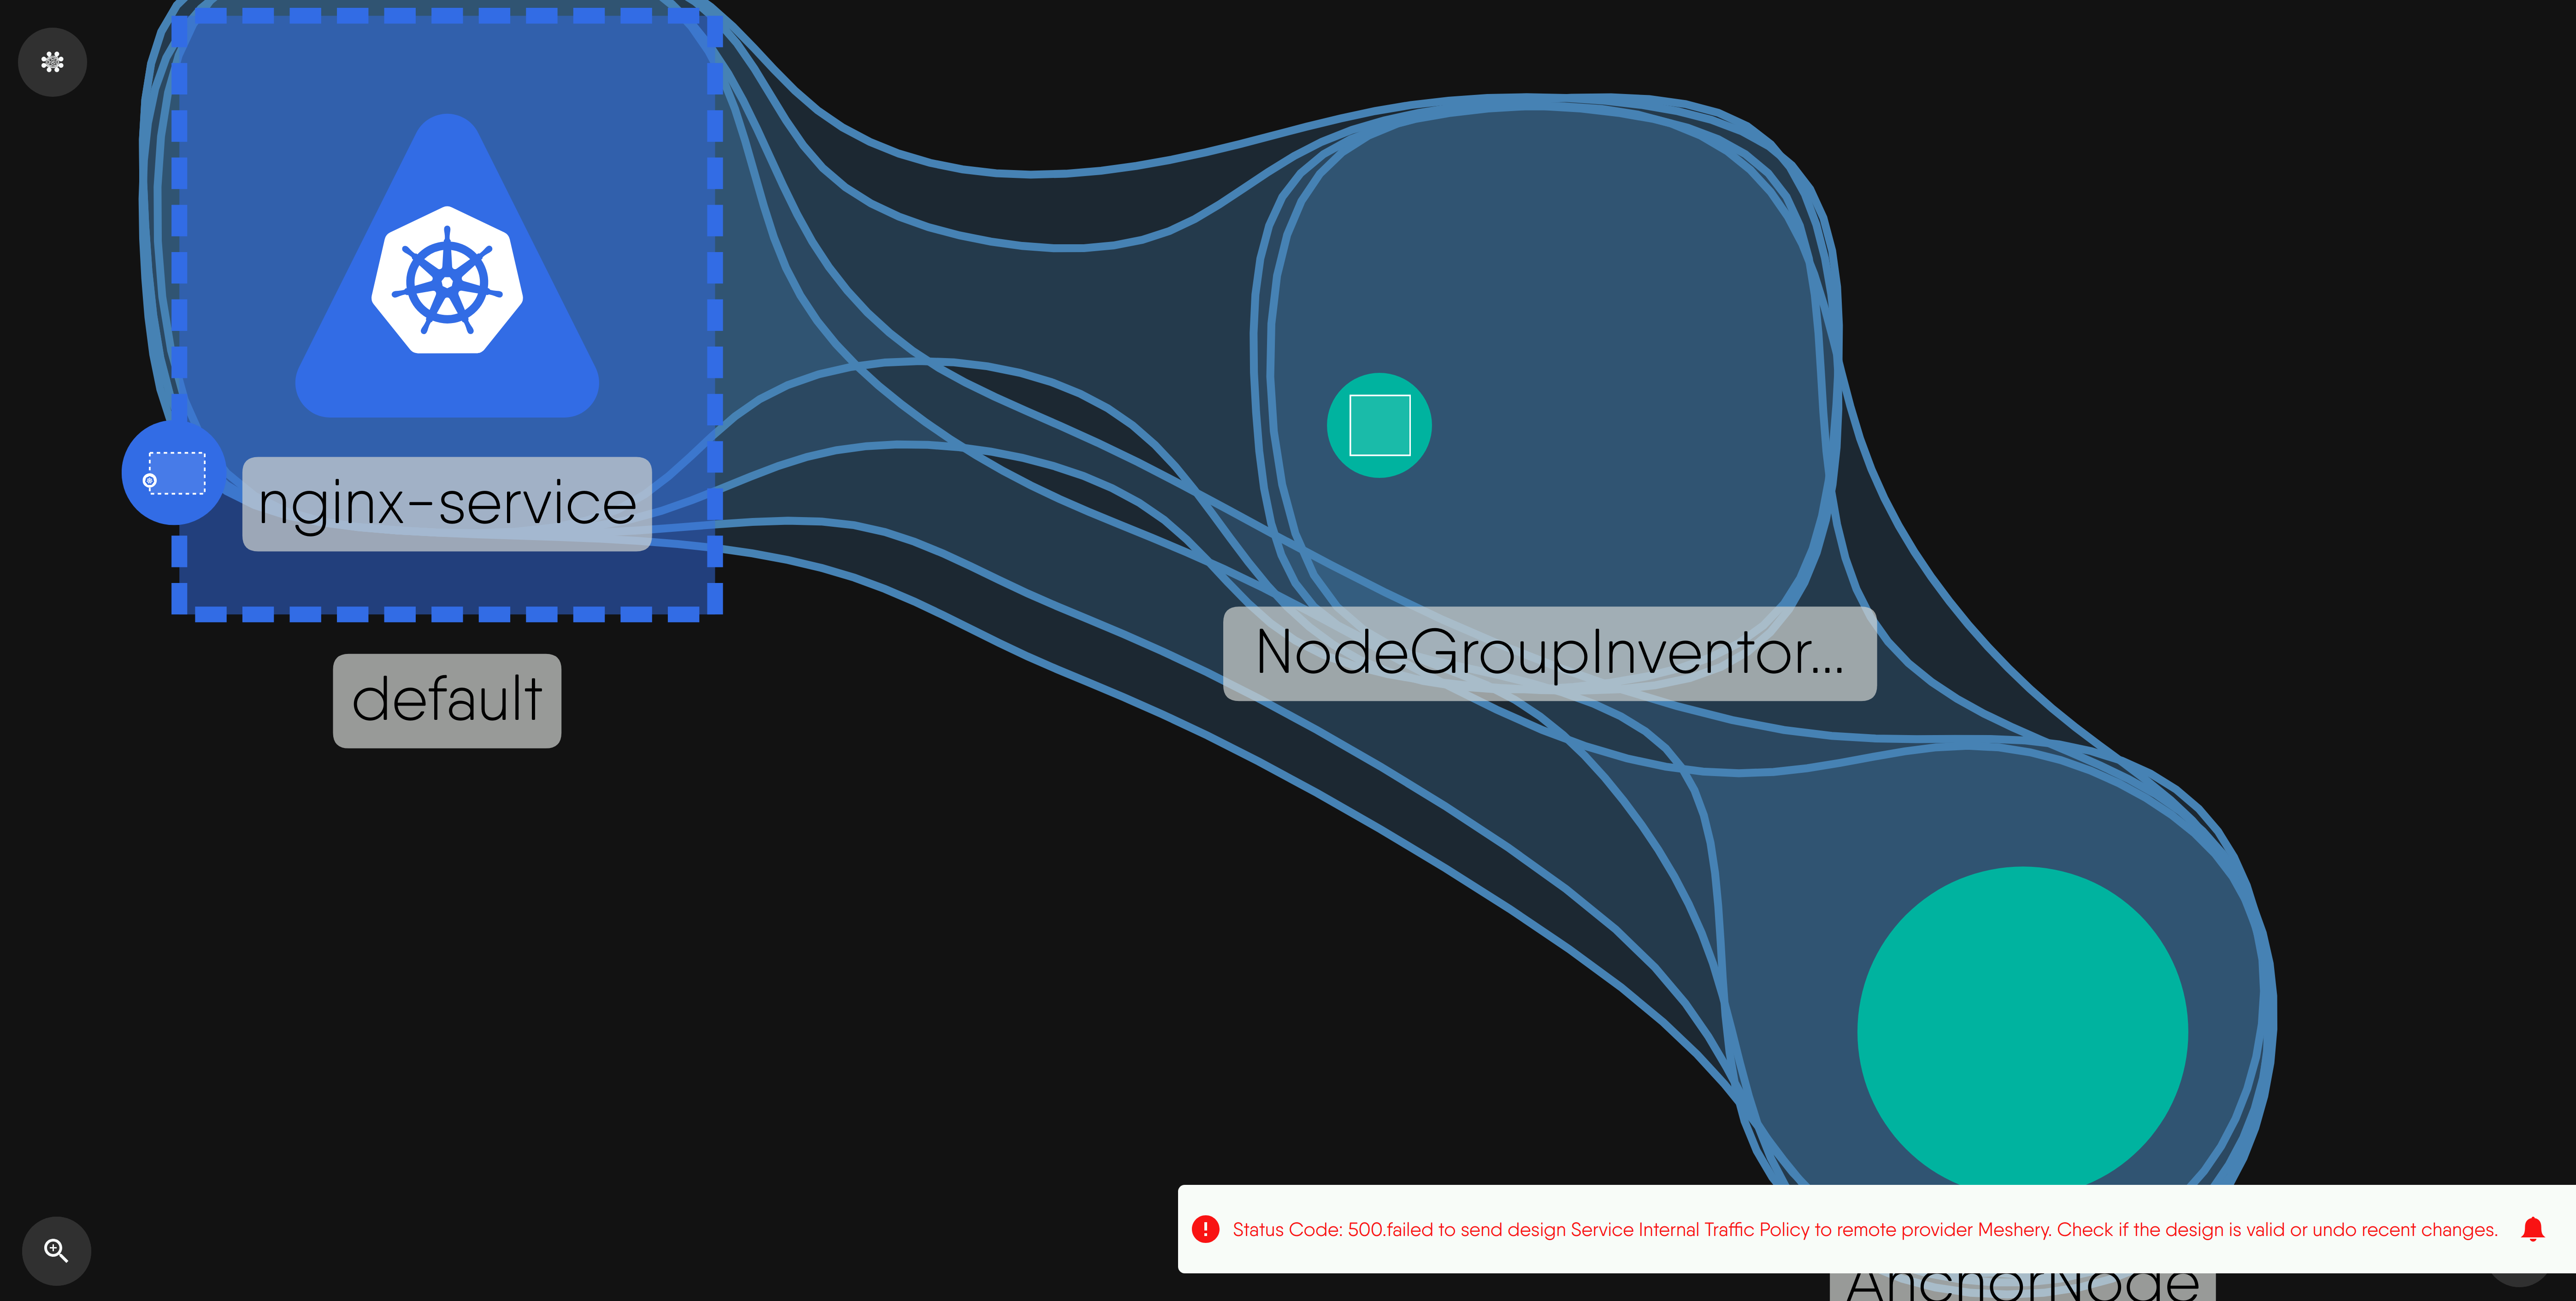 nginx-service
default
NodeGroupInventor...
Status Code: 500.failed to send design Service Internal Traffic Policy to remote provider Meshery. Check if the design is valid or undo recent changes.
AnchorNode